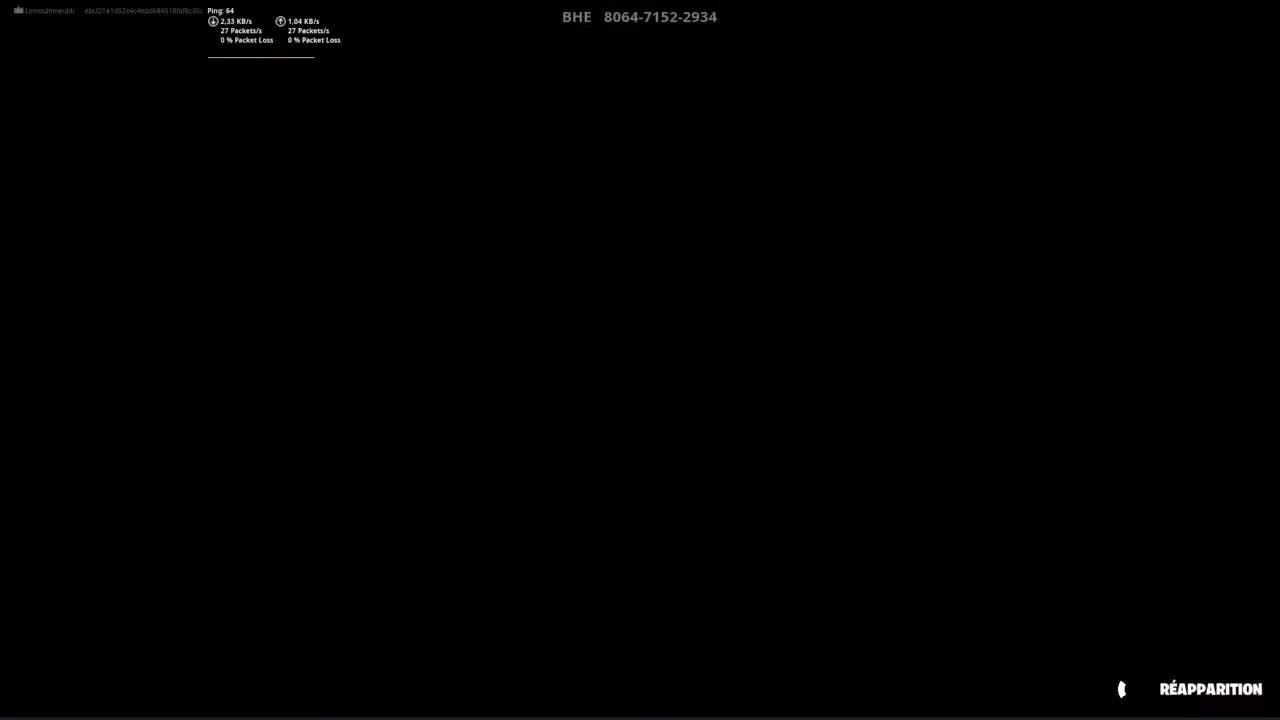 Ping: 64
2,33 KB/s 1,04 KB/s
27 Packets/s 27 Packets/s
0 % Packet Loss 0 % Packet Loss
BHE 8064-7152-2934
RÉAPPARITION